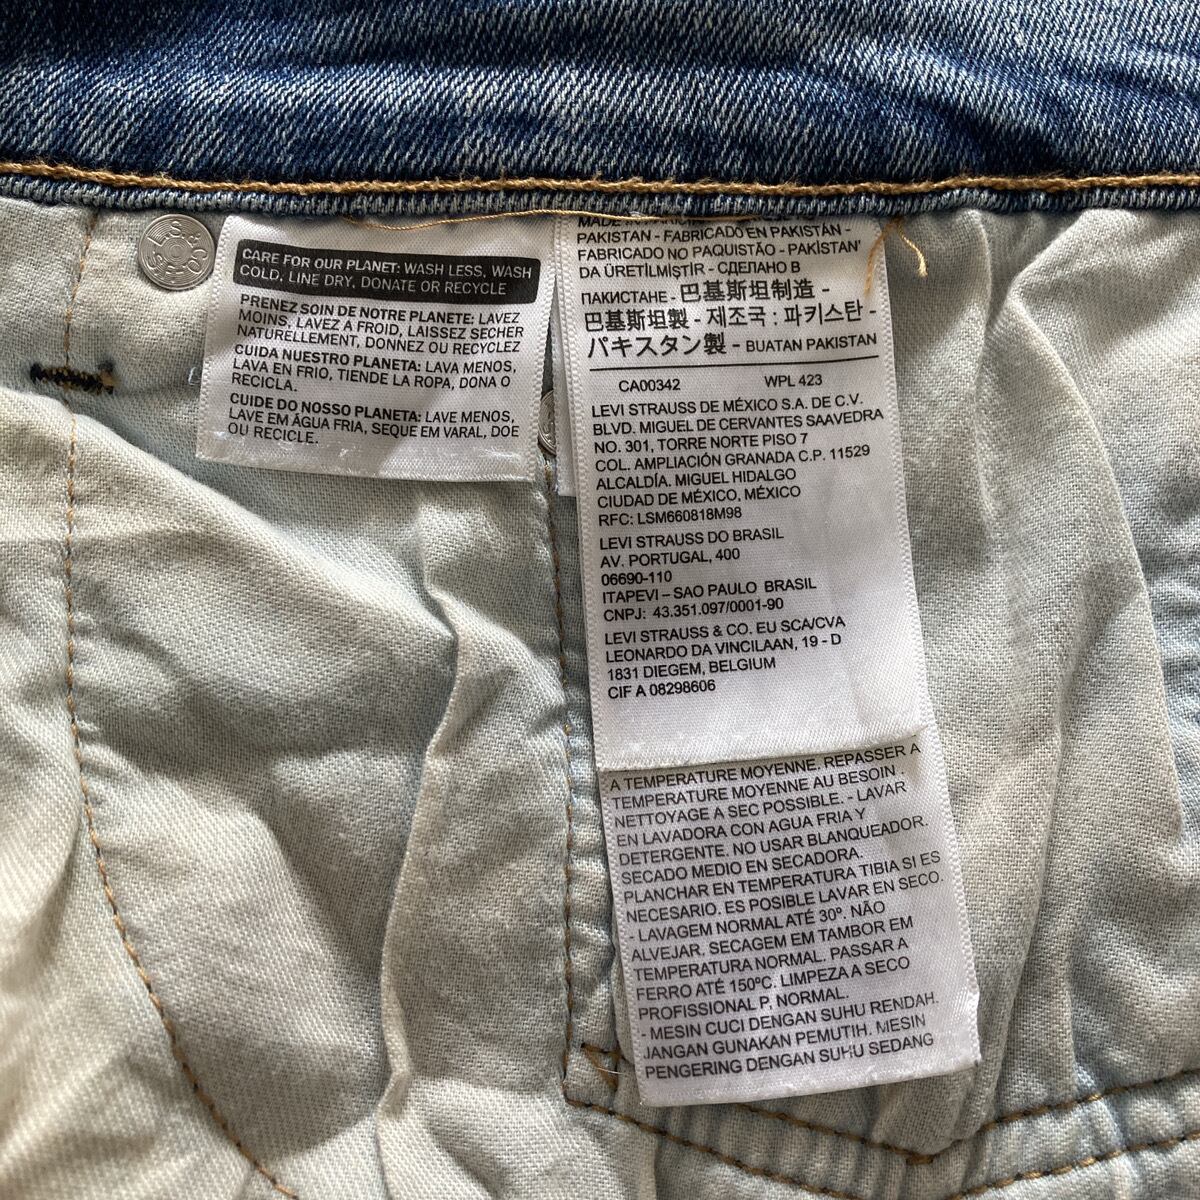 LS&CO
S.F.
CARE FOR OUR PLANET: WASH LESS, WASH
COLD, LINE DRY, DONATE OR RECYCLE
PRENEZ SOIN DE NOTRE PLANETE: LAVEZ
MOINS, LAVEZ A FROID, LAISSEZ SECHER
NATURELLEMENT, DONNEZ OU RECYCLEZ
CUIDA NUESTRO PLANETA: LAVA MENOS,
LAVA EN FRIO, TIENDE LA ROPA, DONA O
RECICLA.
CUIDE DO NOSSO PLANETA: LAVE MENOS,
LAVE EM ÁGUA FRIA, SEQUE EM VARAL, DOE
OU RECICLE.
MADE
PAKISTAN - FABRICADO EN PAKISTÁN -
FABRICADO NO PAQUISTÃO - PAKİSTAN'
DA ÜRETİLMIŞTİR - СДЕЛАНО В
ПАКИСТАНЕ - 巴基斯坦制造 -
巴基斯坦製 - 제조국 : 파키스탄 -
パキスタン製 - BUATAN PAKISTAN
CA00342 WPL 423
LEVI STRAUSS DE MÉXICO S.A. DE C.V.
BLVD. MIGUEL DE CERVANTES SAAVEDRA
NO. 301, TORRE NORTE PISO 7
COL. AMPLIACIÓN GRANADA C.P. 11529
ALCALDÍA. MIGUEL HIDALGO
CIUDAD DE MÉXICO, MÉXICO
RFC: LSM660818M98
LEVI STRAUSS DO BRASIL
AV. PORTUGAL, 400
06690-110
ITAPEVI – SAO PAULO BRASIL
CNPJ: 43.351.097/0001-90
LEVI STRAUSS & CO. EU SCA/CVA
LEONARDO DA VINCILAAN, 19 - D
1831 DIEGEM, BELGIUM
CIF A 08298606
A TEMPERATURE MOYENNE. REPASSER A
TEMPERATURE MOYENNE AU BESOIN .
NETTOYAGE A SEC POSSIBLE. - LAVAR
EN LAVADORA CON AGUA FRIA Y
DETERGENTE. NO USAR BLANQUEADOR.
SECADO MEDIO EN SECADORA.
PLANCHAR EN TEMPERATURA TIBIA SI ES
NECESARIO. ES POSIBLE LAVAR EN SECO.
- LAVAGEM NORMAL ATÉ 30º. NÃO
ALVEJAR. SECAGEM EM TAMBOR EM
TEMPERATURA NORMAL. PASSAR A
FERRO ATÉ 150ºC. LIMPEZA A SECO
PROFISSIONAL P, NORMAL.
- MESIN CUCI DENGAN SUHU RENDAH.
JANGAN GUNAKAN PEMUTIH. MESIN
PENGERING DENGAN SUHU SEDANG